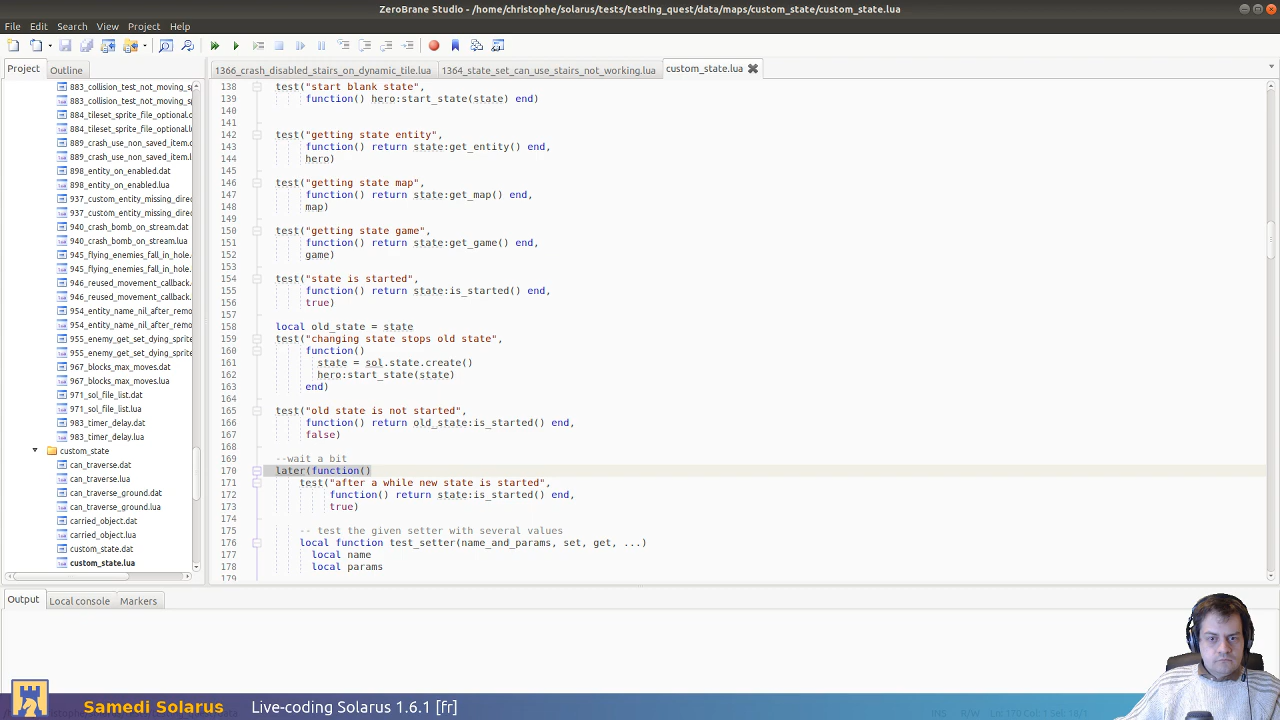 ZeroBrane Studio - /home/christophe/solarus/tests/testing_quest/data/maps/custom_state/custom_state.lua
File Edit Search View Project Help
Project Outline
1366_crash_disabled_stairs_on_dynamic_tile.lua 1364_state_set_can_use_stairs_not_working.lua custom_state.lua
883_collision_test_not_moving_s
883_collision_test_not_moving_s
884_tileset_sprite_file_optional.
884_tileset_sprite_file_optional.
889_crash_use_non_saved_item.
889_crash_use_non_saved_item.
898_entity_on_enabled.dat
898_entity_on_enabled.lua
937_custom_entity_missing_dire
937_custom_entity_missing_dire
940_crash_bomb_on_stream.dat
940_crash_bomb_on_stream.lua
945_flying_enemies_fall_in_hole.
945_flying_enemies_fall_in_hole.
946_reused_movement_callback.
946_reused_movement_callback.
954_entity_name_nil_after_remo
954_entity_name_nil_after_remo
955_enemy_get_set_dying_sprite
955_enemy_get_set_dying_sprite
967_blocks_max_moves.dat
967_blocks_max_moves.lua
971_sol_file_list.dat
971_sol_file_list.lua
983_timer_delay.dat
983_timer_delay.lua
custom_state
can_traverse.dat
can_traverse.lua
can_traverse_ground.dat
can_traverse_ground.lua
carried_object.dat
carried_object.lua
custom_state.dat
custom_state.lua
138 test("start blank state",
139 function() hero:start_state(state) end)
140
141
142 test("getting state entity",
143 function() return state:get_entity() end,
144 hero)
145
146 test("getting state map",
147 function() return state:get_map() end,
148 map)
149
150 test("getting state game",
151 function() return state:get_game() end,
152 game)
153
154 test("state is started",
155 function() return state:is_started() end,
156 true)
157
158 local old_state = state
159 test("changing state stops old state",
160 function()
161 state = sol.state.create()
162 hero:start_state(state)
163 end)
164
165 test("old state is not started",
166 function() return old_state:is_started() end,
167 false)
168
169 --wait a bit
170 later(function()
171 test("after a while new state is started",
172 function() return state:is_started() end,
173 true)
174
175 -- test the given setter with several values
176 local function test_setter(name_and_params, set, get, ...)
177 local name
178 local params
179
Output Local console Markers
Samedi Solarus Live-coding Solarus 1.6.1 [fr]